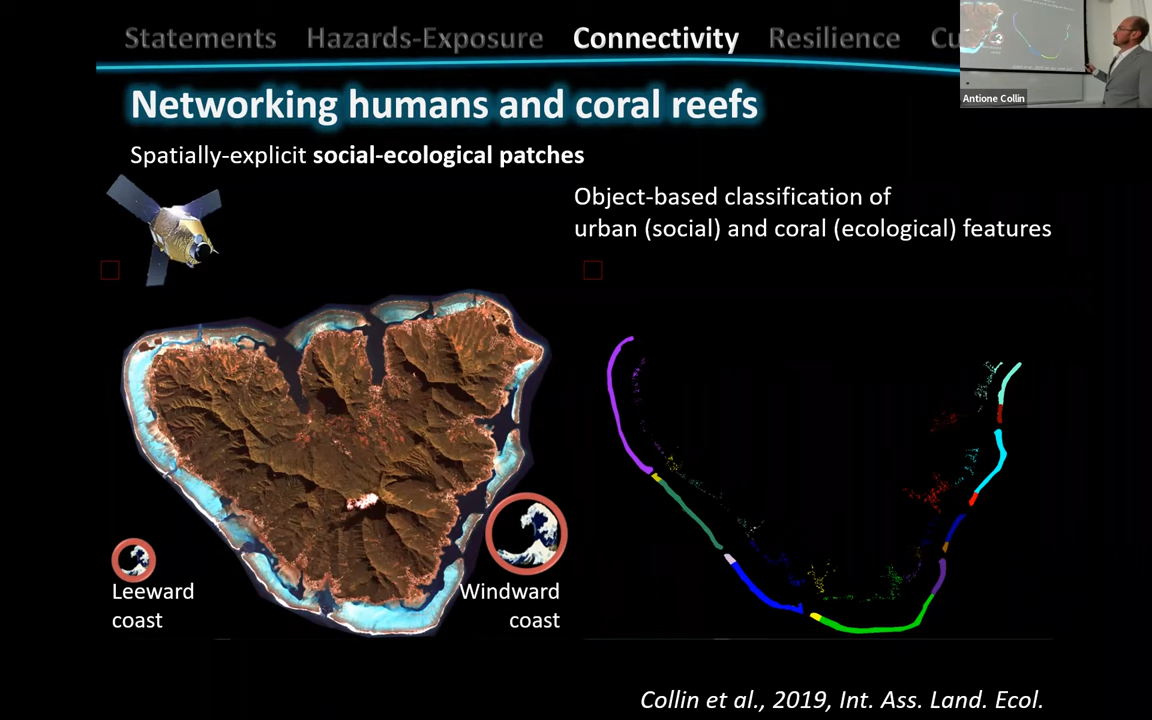 Statements Hazards-Exposure Connectivity Resilience Cu
Antione Collin
Networking humans and coral reefs
Spatially-explicit social-ecological patches
Object-based classification of
urban (social) and coral (ecological) features
Leeward
coast
Windward
coast
Collin et al., 2019, Int. Ass. Land. Ecol.